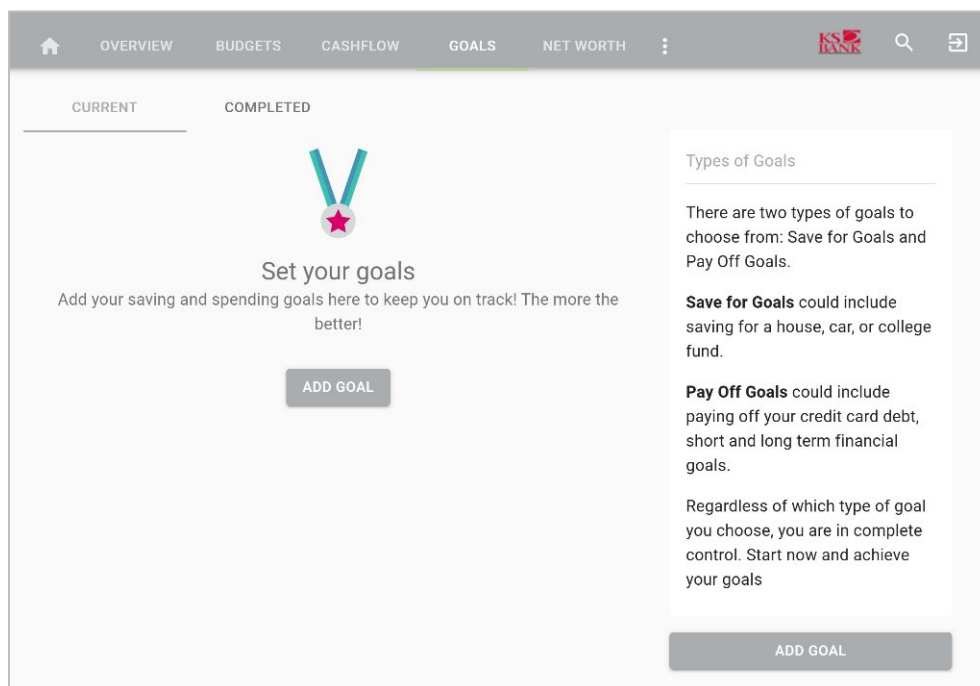 OVERVIEW BUDGETS CASHFLOW GOALS NET WORTH KS BANK
CURRENT COMPLETED
Set your goals
Add your saving and spending goals here to keep you on track! The more the
better!
ADD GOAL
Types of Goals
There are two types of goals to
choose from: Save for Goals and
Pay Off Goals.
Save for Goals could include
saving for a house, car, or college
fund.
Pay Off Goals could include
paying off your credit card debt,
short and long term financial
goals.
Regardless of which type of goal
you choose, you are in complete
control. Start now and achieve
your goals
ADD GOAL